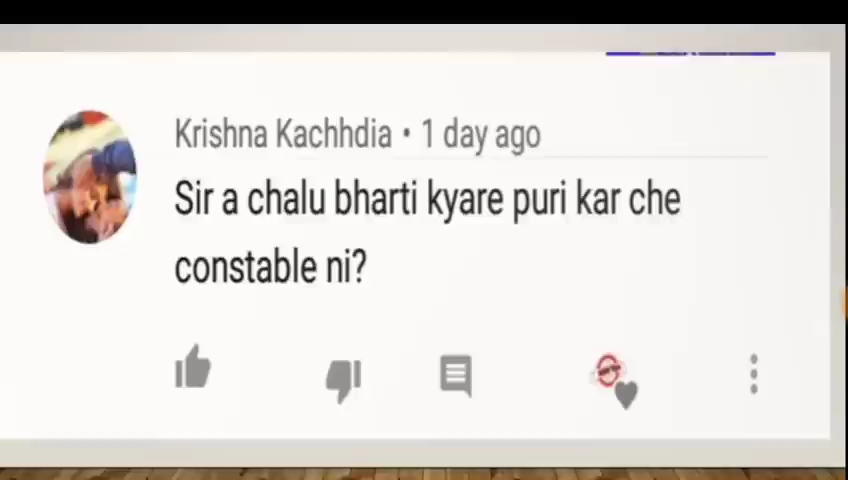 Krishna Kachhdia • 1 day ago
Sir a chalu bharti kyare puri kar che
constable ni?